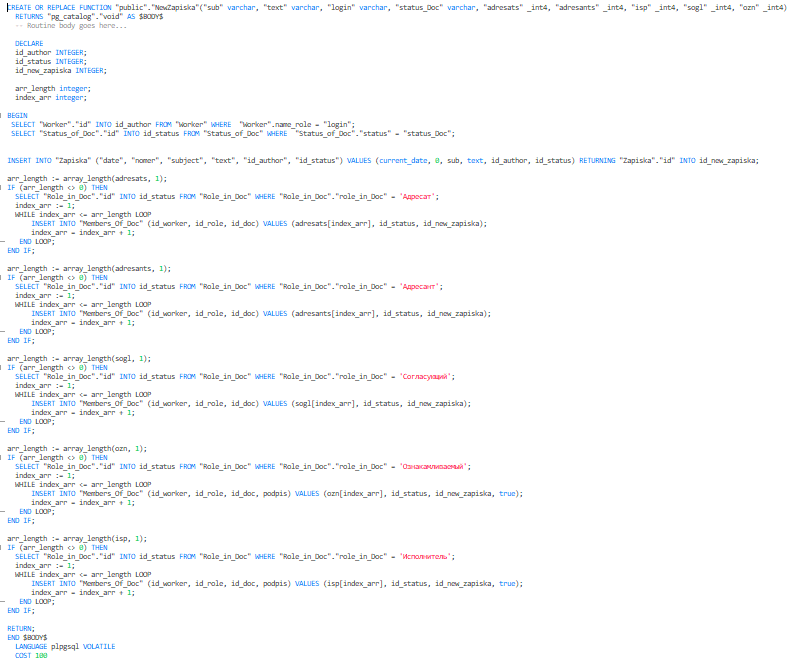 CREATE OR REPLACE FUNCTION "public"."NewZapiska"("sub" varchar, "text" varchar, "login" varchar, "status_Doc" varchar, "adresats" _int4, "adresants" _int4, "isp" _int4, "sogl" _int4, "ozn" _int4)
RETURNS "pg_catalog"."void" AS $BODY$
-- Routine body goes here...
DECLARE
id_author INTEGER;
id_status INTEGER;
id_new_zapiska INTEGER;
arr_length integer;
index_arr integer;
BEGIN
SELECT "Worker"."id" INTO id_author FROM "Worker" WHERE "Worker".name_role = "login";
SELECT "Status_of_Doc"."id" INTO id_status FROM "Status_of_Doc" WHERE "Status_of_Doc"."status" = "status_Doc";
INSERT INTO "Zapiska" ("date", "nomer", "subject", "text", "id_author", "id_status") VALUES (current_date, 0, sub, text, id_author, id_status) RETURNING "Zapiska"."id" INTO id_new_zapiska;
arr_length := array_length(adresats, 1);
IF (arr_length <> 0) THEN
SELECT "Role_in_Doc"."id" INTO id_status FROM "Role_in_Doc" WHERE "Role_in_Doc"."role_in_Doc" = 'Адресат';
index_arr := 1;
WHILE index_arr <= arr_length LOOP
INSERT INTO "Members_Of_Doc" (id_worker, id_role, id_doc) VALUES (adresats[index_arr], id_status, id_new_zapiska);
index_arr = index_arr + 1;
END LOOP;
END IF;
arr_length := array_length(adresants, 1);
IF (arr_length <> 0) THEN
SELECT "Role_in_Doc"."id" INTO id_status FROM "Role_in_Doc" WHERE "Role_in_Doc"."role_in_Doc" = 'Адресант';
index_arr := 1;
WHILE index_arr <= arr_length LOOP
INSERT INTO "Members_Of_Doc" (id_worker, id_role, id_doc) VALUES (adresants[index_arr], id_status, id_new_zapiska);
index_arr = index_arr + 1;
END LOOP;
END IF;
arr_length := array_length(sogl, 1);
IF (arr_length <> 0) THEN
SELECT "Role_in_Doc"."id" INTO id_status FROM "Role_in_Doc" WHERE "Role_in_Doc"."role_in_Doc" = 'Согласующий';
index_arr := 1;
WHILE index_arr <= arr_length LOOP
INSERT INTO "Members_Of_Doc" (id_worker, id_role, id_doc) VALUES (sogl[index_arr], id_status, id_new_zapiska);
index_arr = index_arr + 1;
END LOOP;
END IF;
arr_length := array_length(ozn, 1);
IF (arr_length <> 0) THEN
SELECT "Role_in_Doc"."id" INTO id_status FROM "Role_in_Doc" WHERE "Role_in_Doc"."role_in_Doc" = 'Ознакамливаемый';
index_arr := 1;
WHILE index_arr <= arr_length LOOP
INSERT INTO "Members_Of_Doc" (id_worker, id_role, id_doc, podpis) VALUES (ozn[index_arr], id_status, id_new_zapiska, true);
index_arr = index_arr + 1;
END LOOP;
END IF;
arr_length := array_length(isp, 1);
IF (arr_length <> 0) THEN
SELECT "Role_in_Doc"."id" INTO id_status FROM "Role_in_Doc" WHERE "Role_in_Doc"."role_in_Doc" = 'Исполнитель';
index_arr := 1;
WHILE index_arr <= arr_length LOOP
INSERT INTO "Members_Of_Doc" (id_worker, id_role, id_doc, podpis) VALUES (isp[index_arr], id_status, id_new_zapiska, true);
index_arr = index_arr + 1;
END LOOP;
END IF;
RETURN;
END $BODY$
LANGUAGE plpgsql VOLATILE
COST 100